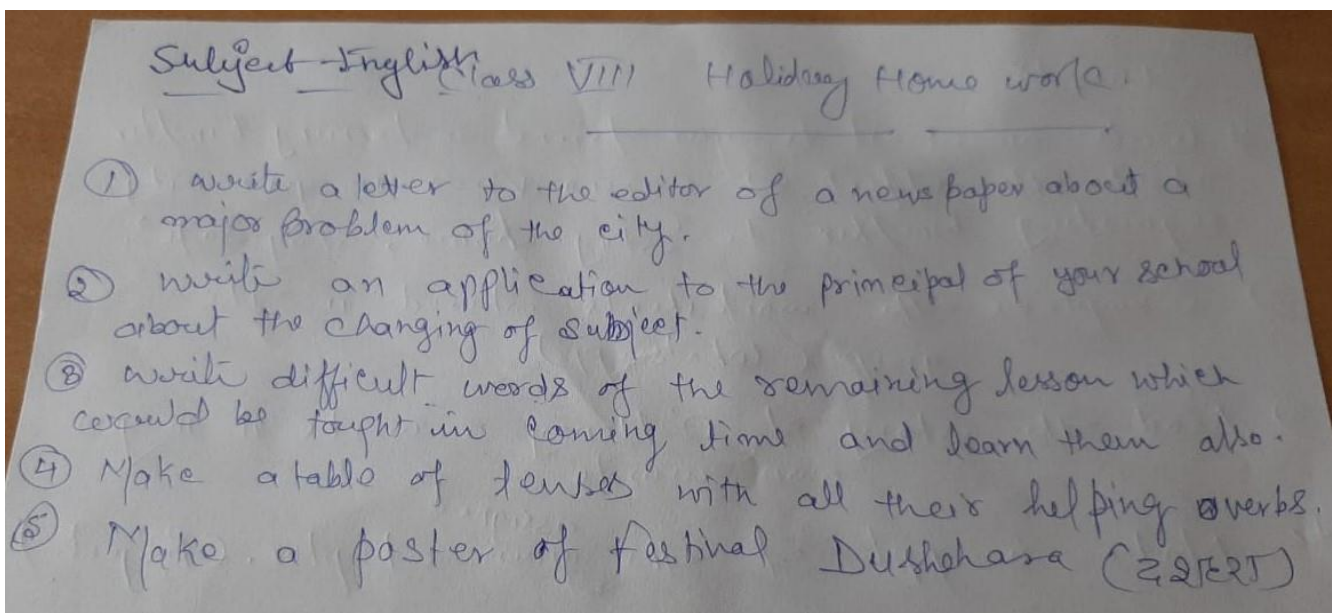 Subject - English Class VIII Holiday Home work.
① write a letter to the editor of a news paper about a
major problem of the city.
② write an application to the principal of your school
about the changing of subject.
③ write difficult words of the remaining lesson which
could be tought in coming time and learn them also.
④ Make a table of tenses with all their helping verbs.
⑤ Make a poster of festival Dushehara (दशहरा)